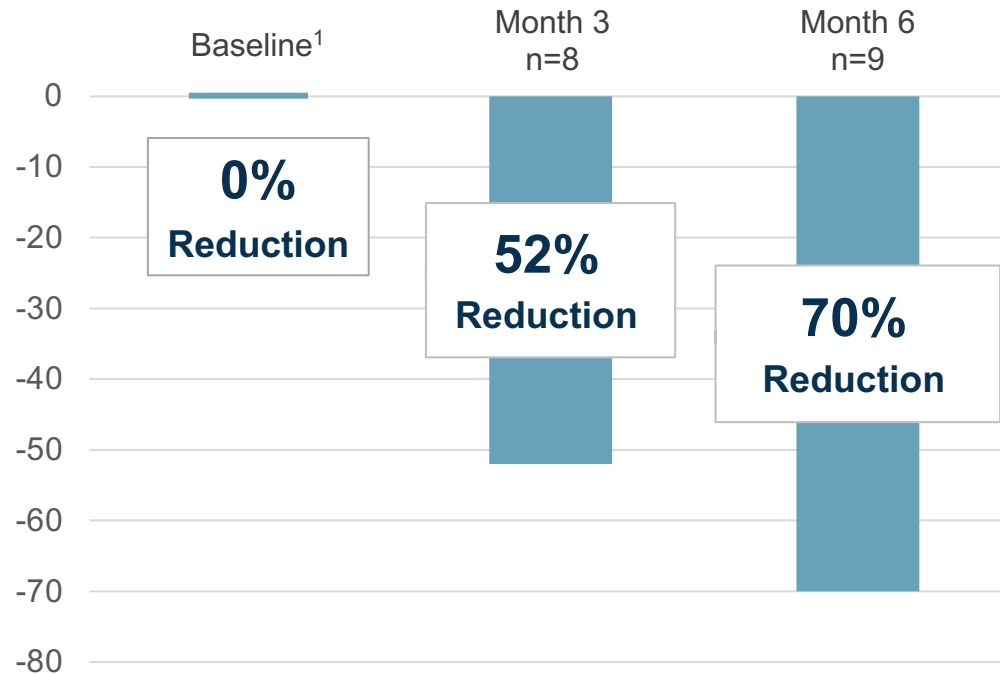 Baseline¹
Month 3
n=8
Month 6
n=9
0
-10
-20
-30
-40
-50
-60
-70
-80
0%
Reduction
52%
Reduction
70%
Reduction